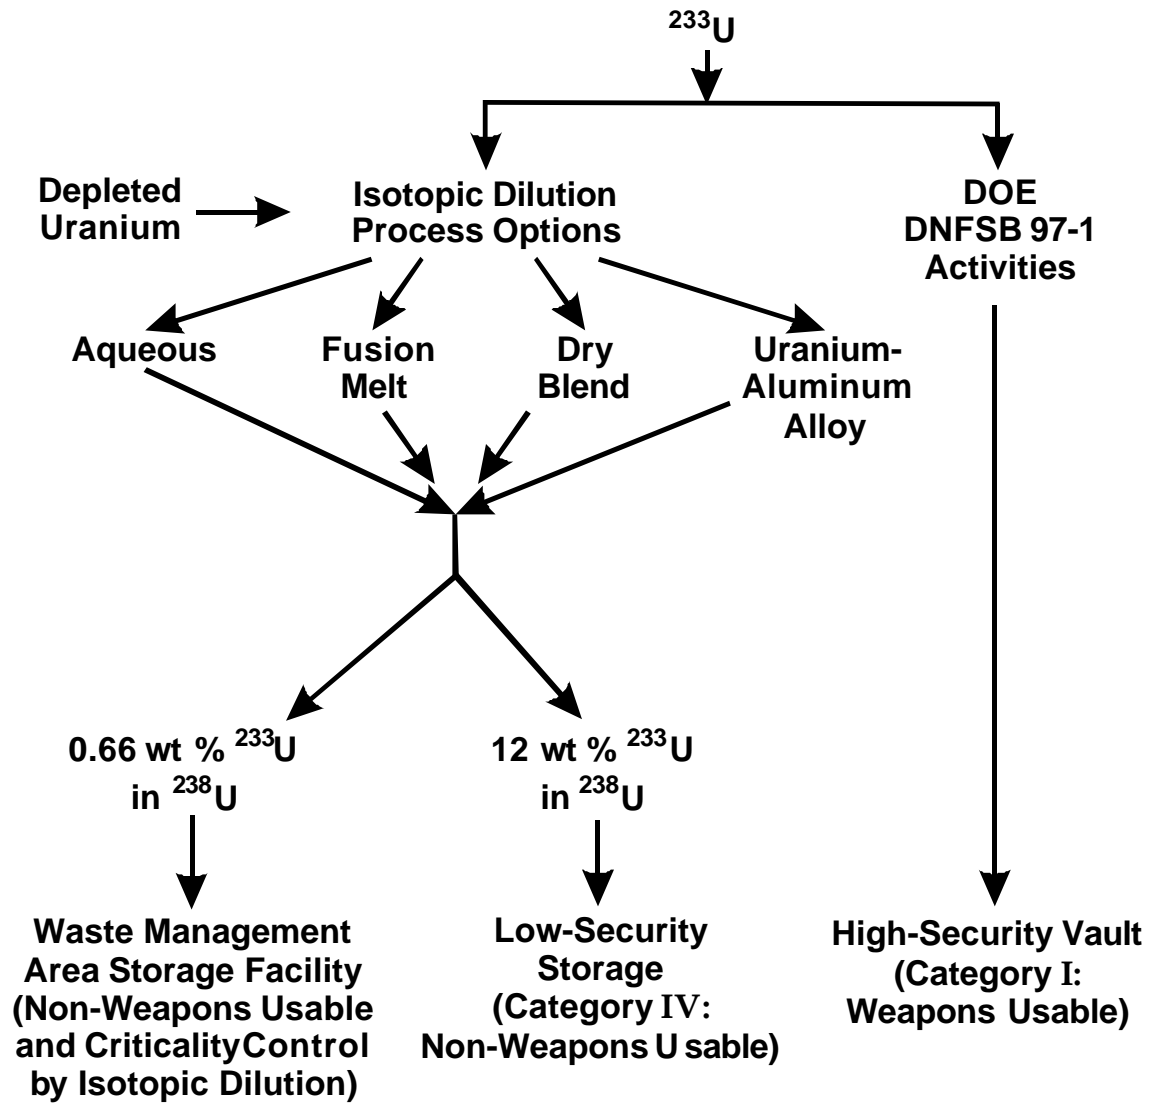 ²³³U
Depleted
Uranium
Isotopic Dilution
Process Options
DOE
DNFSB 97-1
Activities
Aqueous
Fusion
Melt
Dry
Blend
Uranium-
Aluminum
Alloy
0.66 wt % ²³³U
in ²³⁸U
12 wt % ²³³U
in ²³⁸U
Waste Management
Area Storage Facility
(Non-Weapons Usable
and CriticalityControl
by Isotopic Dilution)
Low-Security
Storage
(Category IV:
Non-Weapons U sable)
High-Security Vault
(Category I:
Weapons Usable)